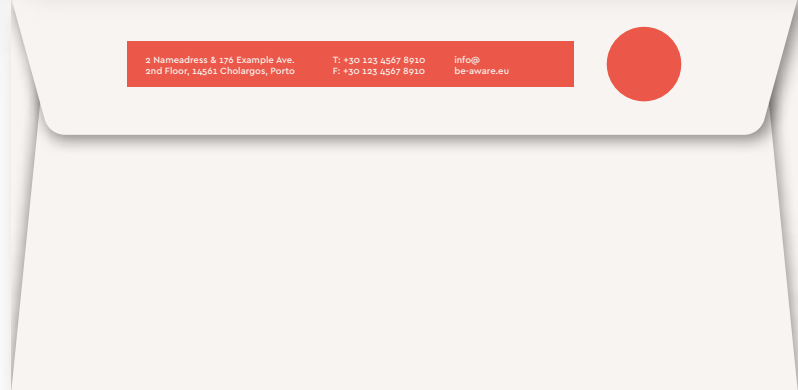 2 Nameadress & 176 Example Ave.
2nd Floor, 14561 Cholargos, Porto
T: +30 123 4567 8910
F: +30 123 4567 8910
info@
be-aware.eu